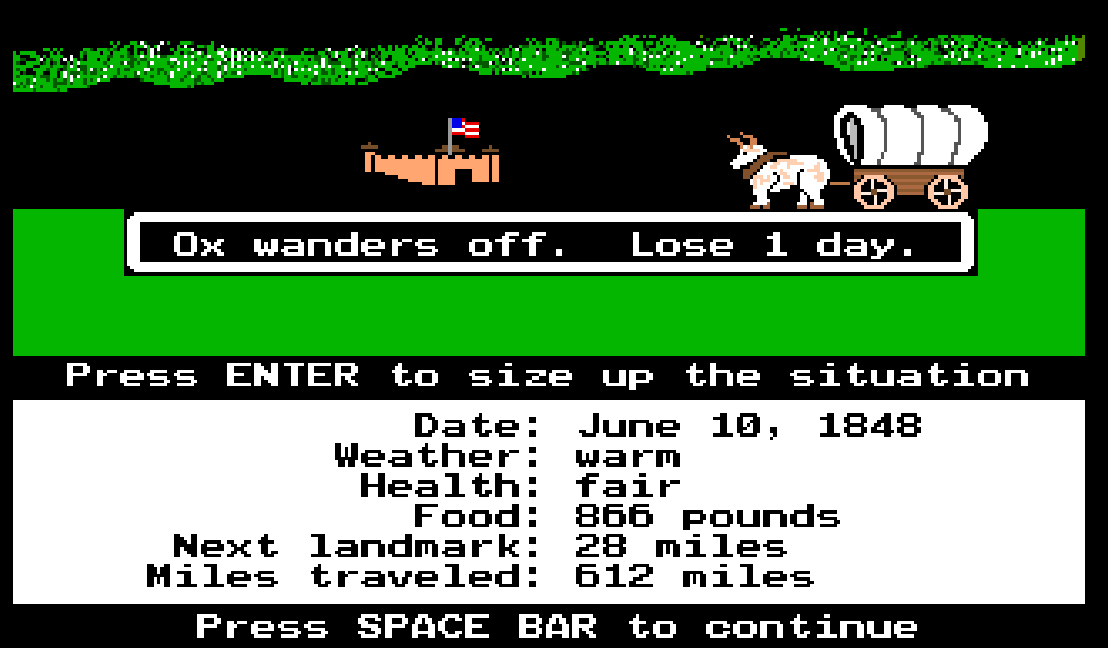 Ox wanders off. Lose 1 day.
Press ENTER to size up the situation
Date: June 10, 1848
Weather: warm
Health: fair
Food: 866 pounds
Next landmark: 28 miles
Miles traveled: 612 miles
Press SPACE BAR to continue